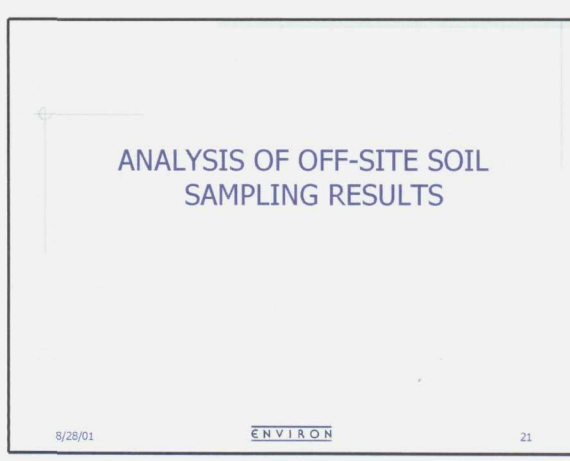 ANALYSIS OF OFF-SITE SOIL
SAMPLING RESULTS
8/28/01
ENVIRON
21